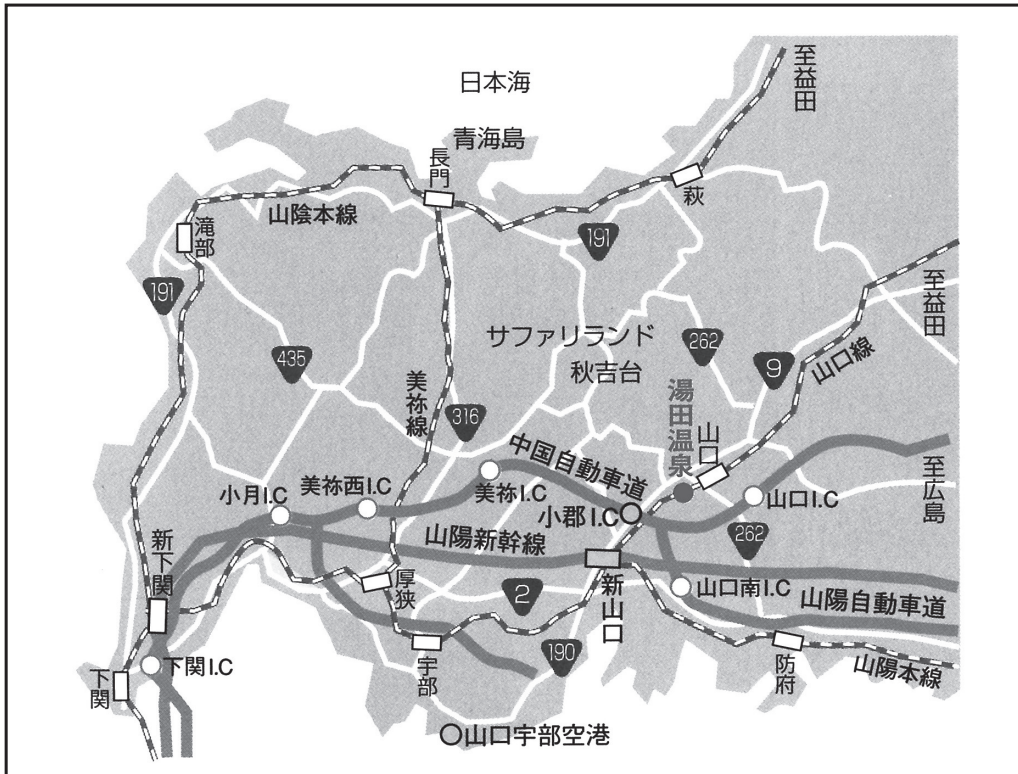 日本海
青海島
至益田
長門
萩
山陰本線
滝部
191
191
至益田
サファリランド
秋吉台
262
9
山口線
435
美祢線
316
湯田温泉
山口
中国自動車道
小月I.C
美祢西I.C
美祢I.C
小郡I.C
山口I.C
至広島
新下関
山陽新幹線
262
厚狭
2
新山口
山口南I.C
山陽自動車道
宇部
190
防府
山陽本線
下関
下関I.C
山口宇部空港